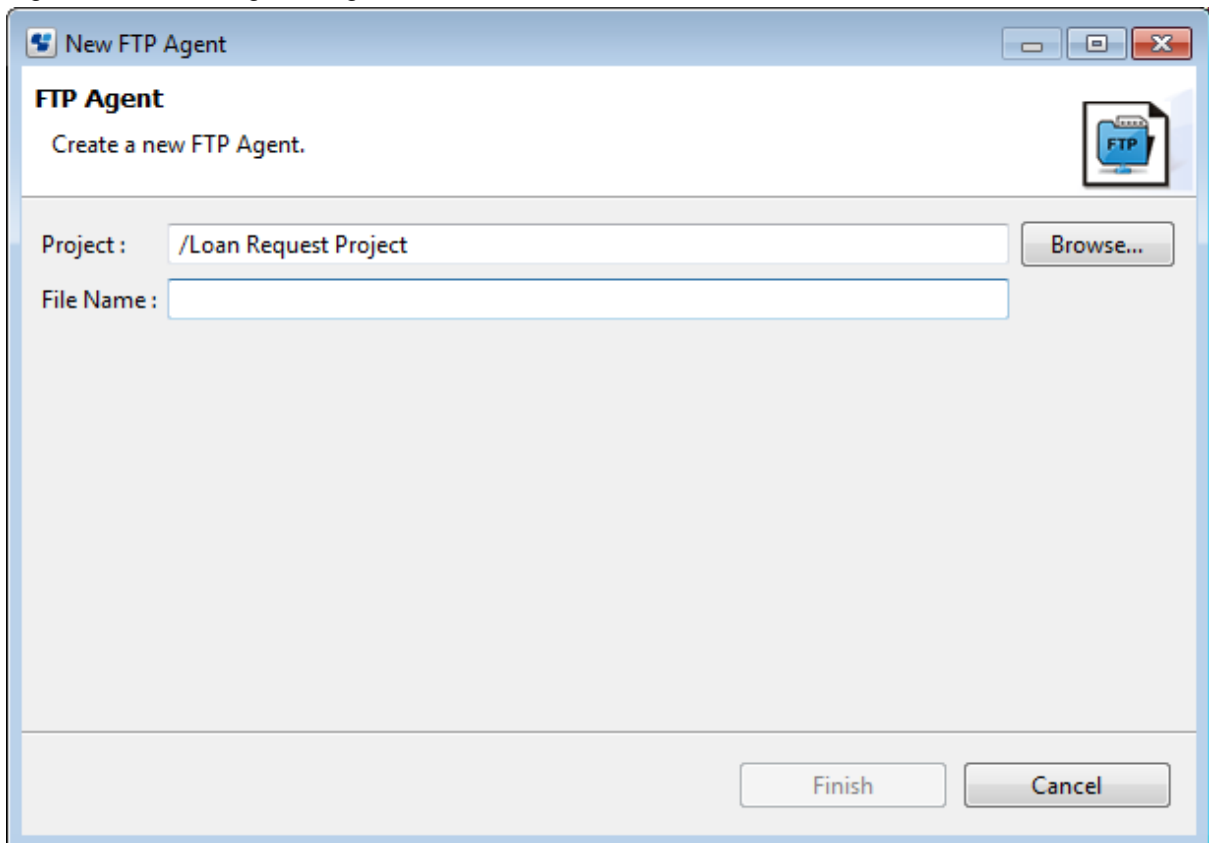 New FTP Agent
FTP Agent
Create a new FTP Agent.
FTP
Project : /Loan Request Project Browse...
File Name :
Finish Cancel